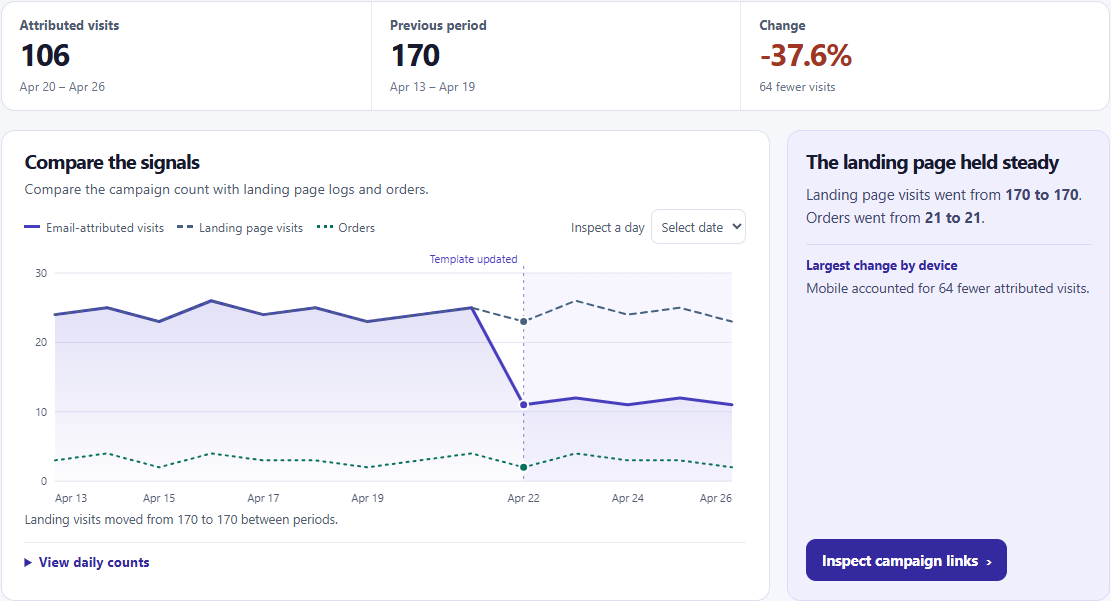 Attributed visits
106
Apr 20 – Apr 26
Previous period
170
Apr 13 – Apr 19
Change
-37.6%
64 fewer visits
Compare the signals
Compare the campaign count with landing page logs and orders.
Email-attributed visits
Landing page visits
Orders
Inspect a day
Select date
Template updated
30
20
10
0
Apr 13
Apr 15
Apr 17
Apr 19
Apr 22
Apr 24
Apr 26
Landing visits moved from 170 to 170 between periods.
View daily counts
The landing page held steady
Landing page visits went from 170 to 170.
Orders went from 21 to 21.
Largest change by device
Mobile accounted for 64 fewer attributed visits.
Inspect campaign links ›